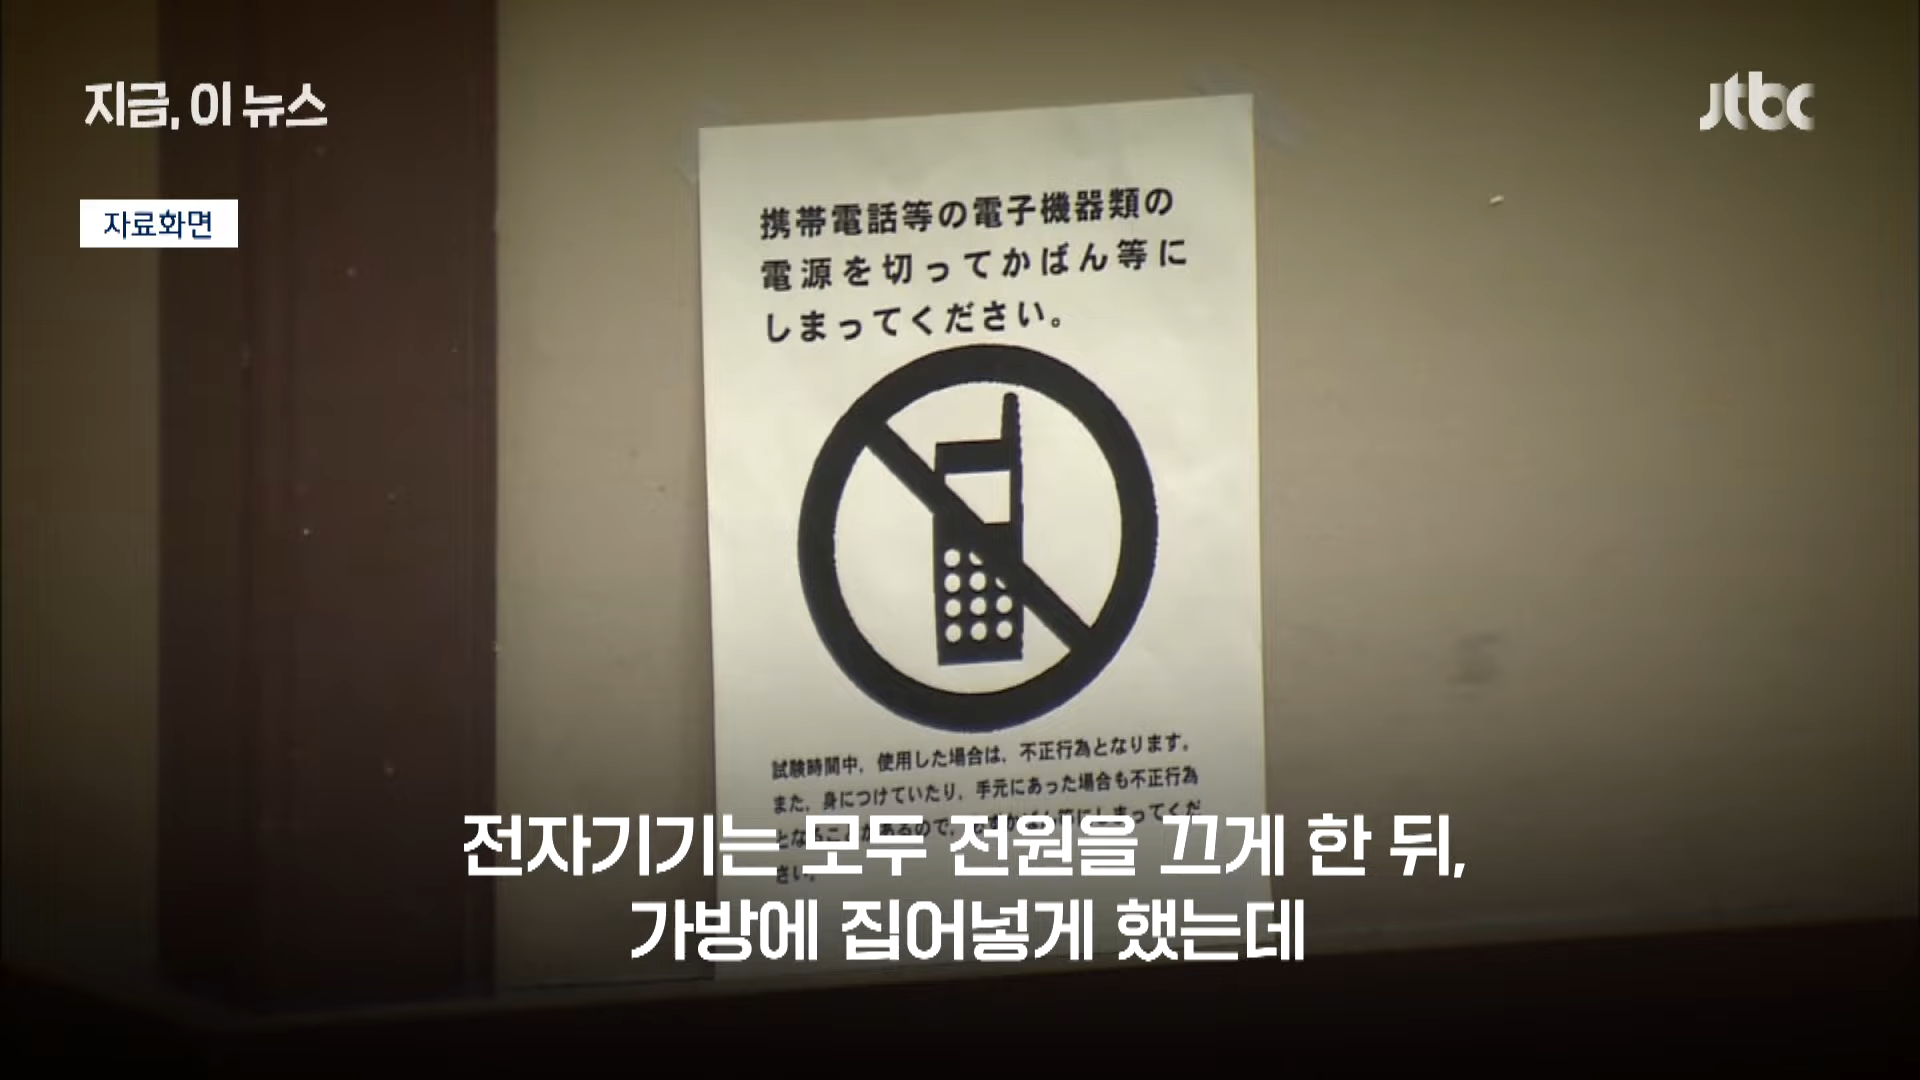 지금, 이 뉴스
jtbc
자료화면
携帯電話等の電子機器類の
電源を切ってかばん等に
しまってください。
試験時間中，使用した場合は，不正行為となります。
また，身につけていたり，手元にあった場合も不正行為
さい。
전자기기는 모두 전원을 끄게 한 뒤,
가방에 집어넣게 했는데